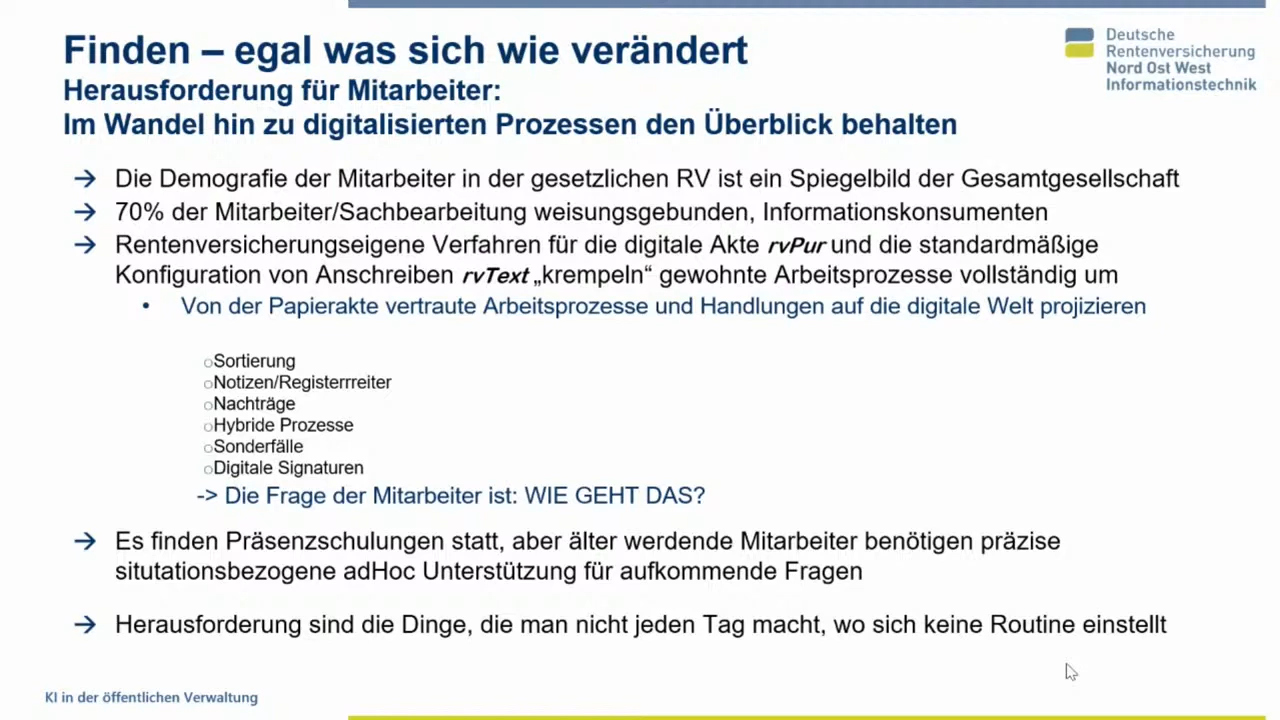 Finden – egal was sich wie verändert
Herausforderung für Mitarbeiter:
Im Wandel hin zu digitalisierten Prozessen den Überblick behalten
Deutsche
Rentenversicherung
Nord Ost West
Informationstechnik
→ Die Demografie der Mitarbeiter in der gesetzlichen RV ist ein Spiegelbild der Gesamtgesellschaft
→ 70% der Mitarbeiter/Sachbearbeitung weisungsgebunden, Informationskonsumenten
→ Rentenversicherungseigene Verfahren für die digitale Akte rvPur und die standardmäßige
Konfiguration von Anschreiben rvText „krempeln“ gewohnte Arbeitsprozesse vollständig um
• Von der Papierakte vertraute Arbeitsprozesse und Handlungen auf die digitale Welt projizieren
○Sortierung
○Notizen/Registerrreiter
○Nachträge
○Hybride Prozesse
○Sonderfälle
○Digitale Signaturen
-> Die Frage der Mitarbeiter ist: WIE GEHT DAS?
→ Es finden Präsenzschulungen statt, aber älter werdende Mitarbeiter benötigen präzise
situtationsbezogene adHoc Unterstützung für aufkommende Fragen
→ Herausforderung sind die Dinge, die man nicht jeden Tag macht, wo sich keine Routine einstellt
KI in der öffentlichen Verwaltung